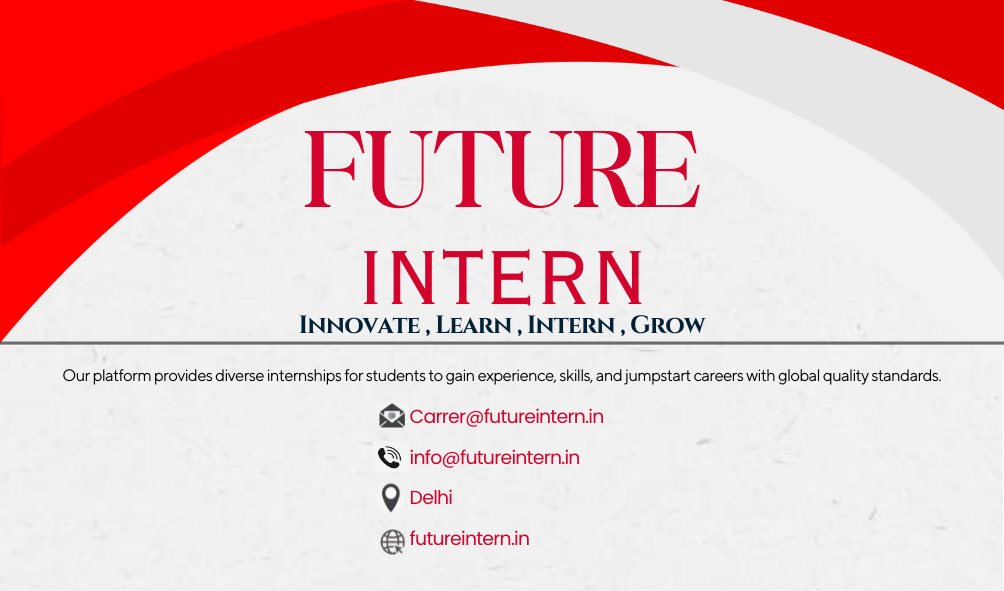 FUTURE
INTERN
Innovate , Learn , Intern , Grow
Our platform provides diverse internships for students to gain experience, skills, and jumpstart careers with global quality standards.
Carrer@futureintern.in
info@futureintern.in
Delhi
futureintern.in